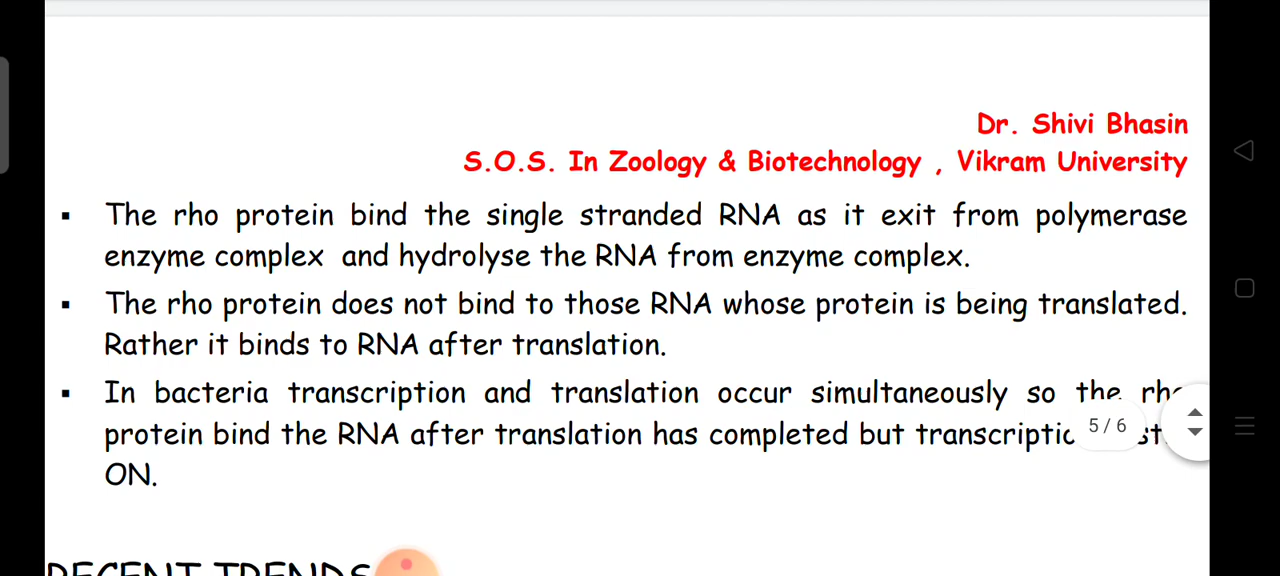 Dr. Shivi Bhasin
S.O.S. In Zoology & Biotechnology , Vikram University
▪ The rho protein bind the single stranded RNA as it exit from polymerase
enzyme complex and hydrolyse the RNA from enzyme complex.
▪ The rho protein does not bind to those RNA whose protein is being translated.
Rather it binds to RNA after translation.
▪ In bacteria transcription and translation occur simultaneously so the rho
protein bind the RNA after translation has completed but
5 / 6
ON.
RECENT TRENDS